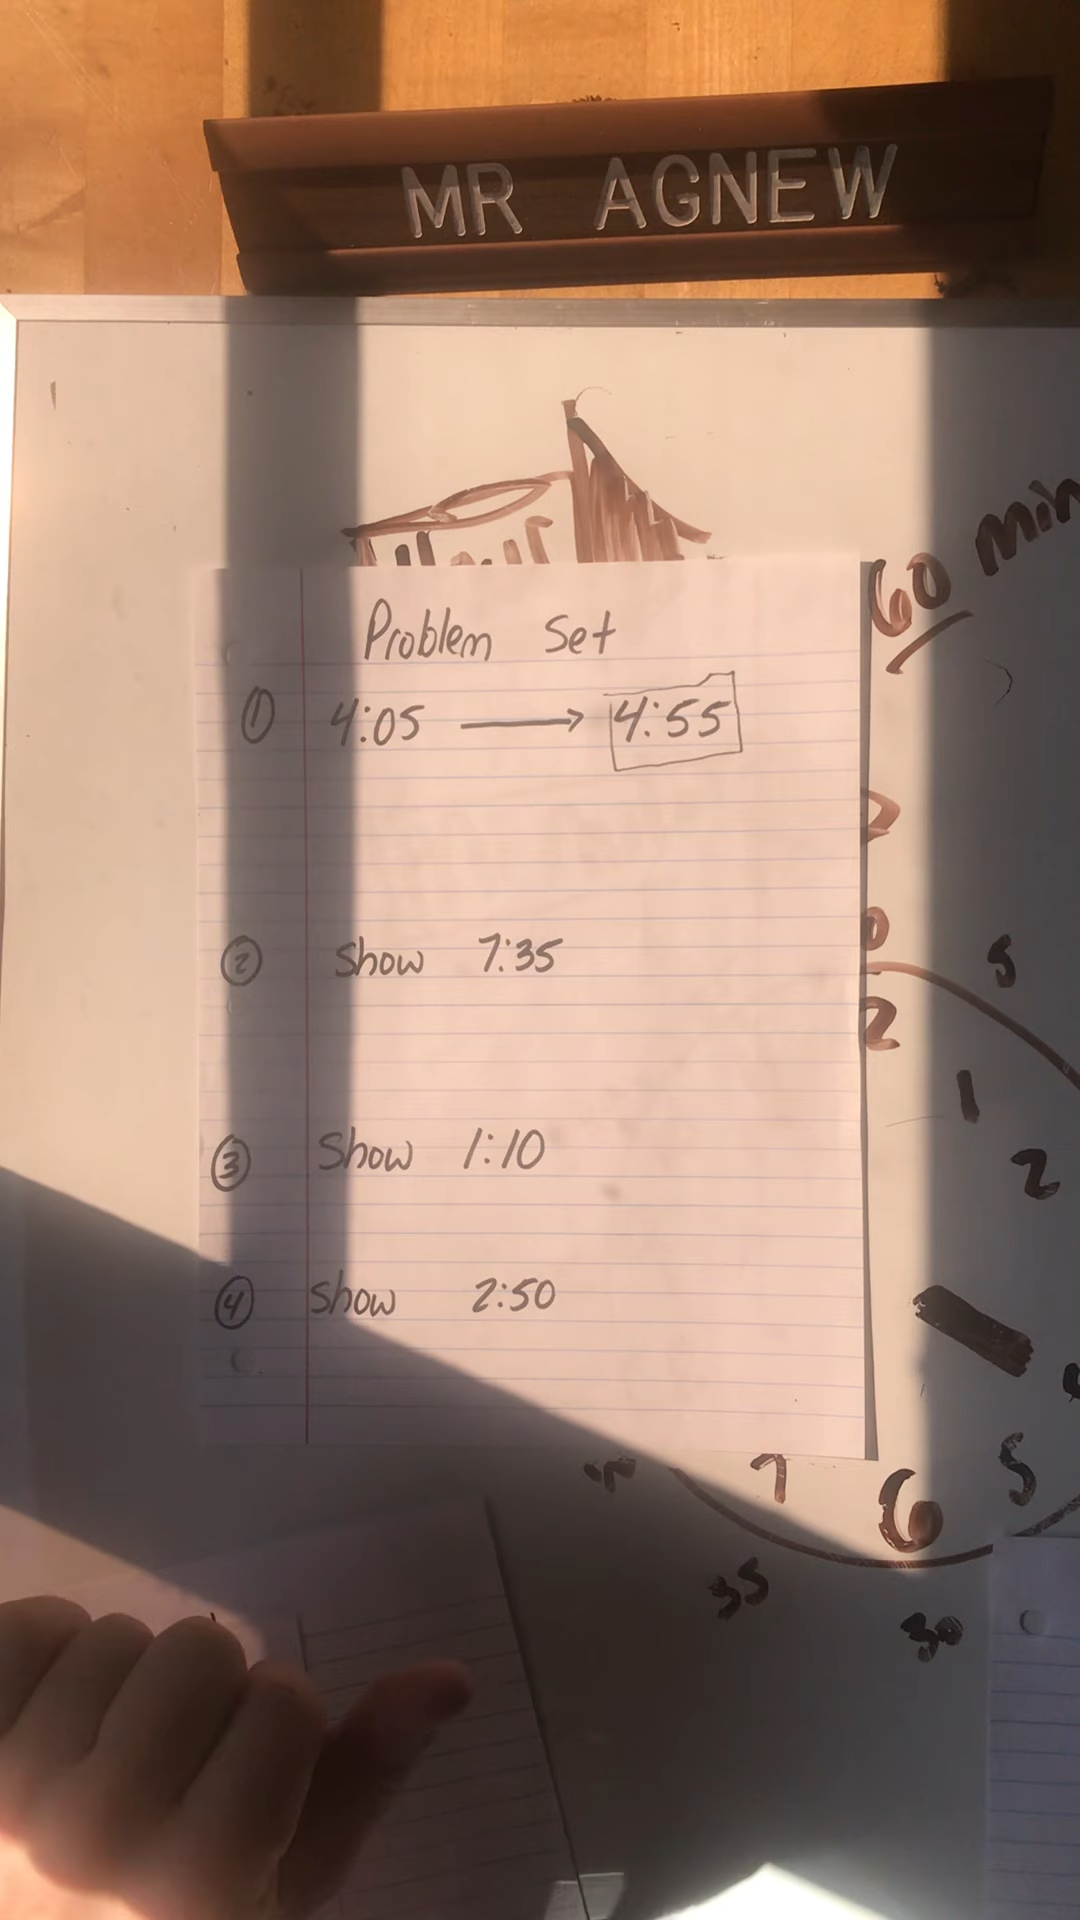 MR AGNEW
60 min
Problem Set
① 4:05 → 4:55
② Show 7:35
③ Show 1:10
④ Show 2:50
5
1
2
5
6
7
35
30